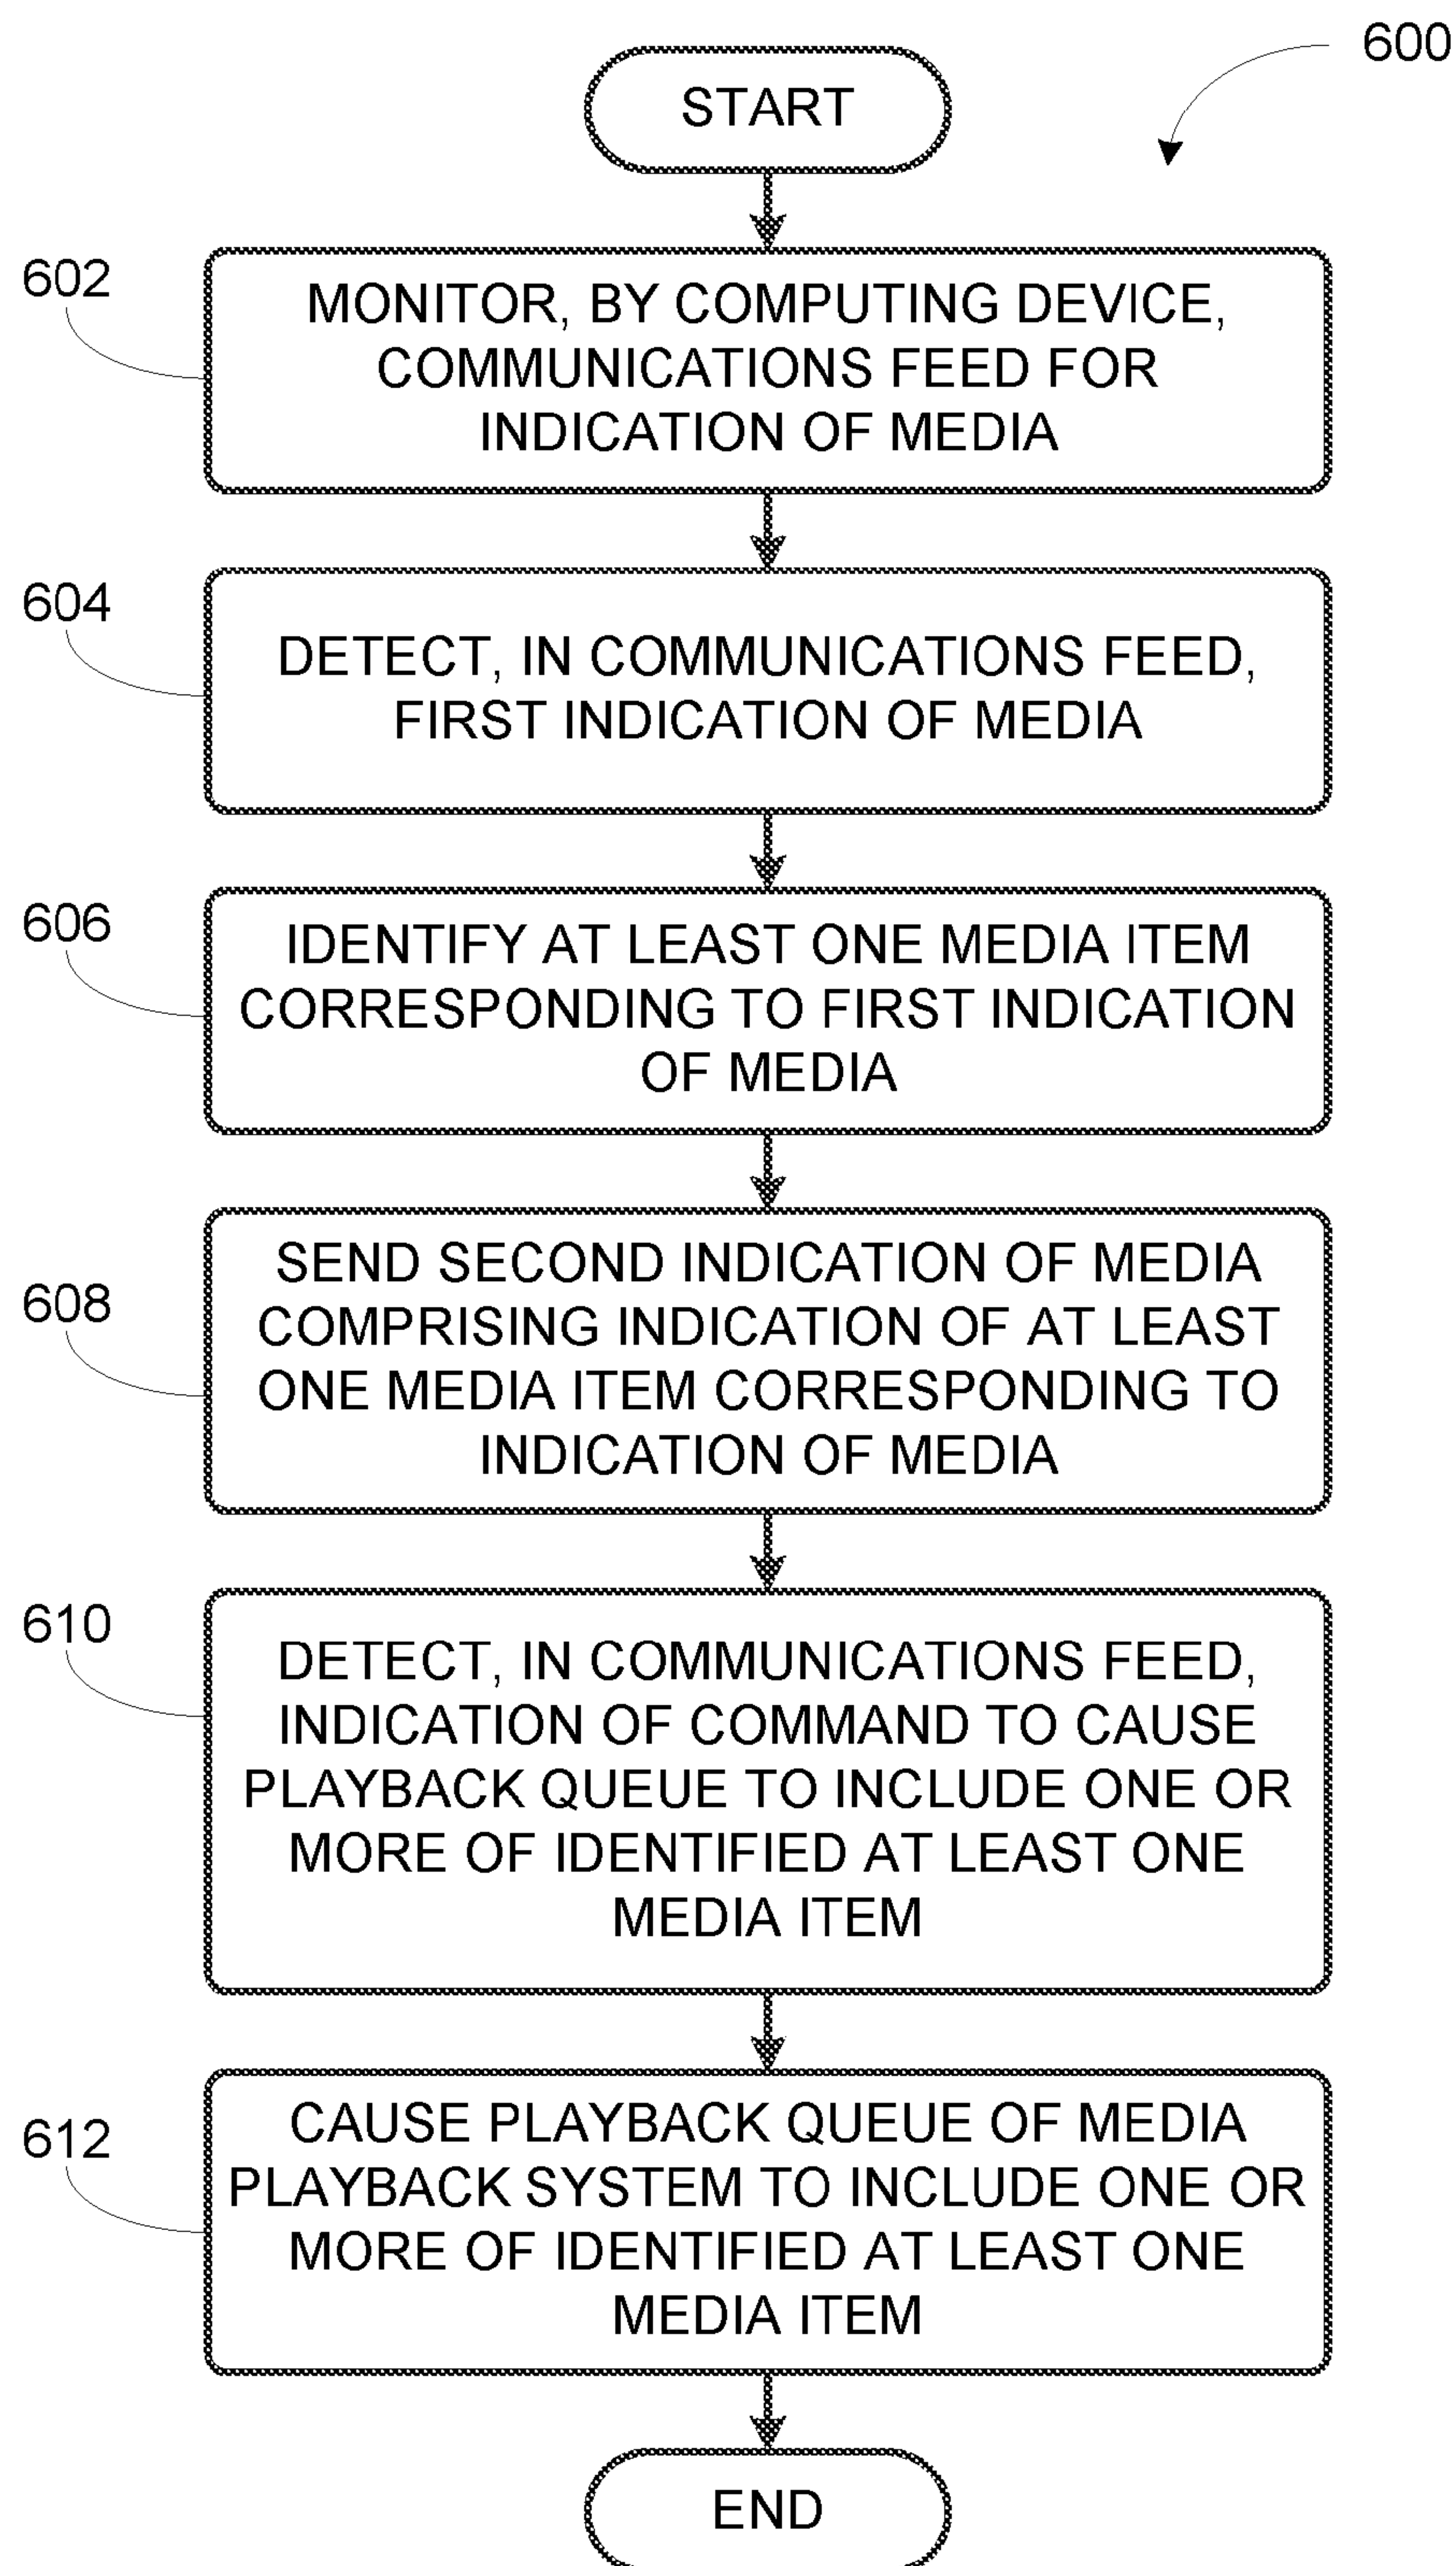 600
START
602
MONITOR, BY COMPUTING DEVICE,
COMMUNICATIONS FEED FOR
INDICATION OF MEDIA
604
DETECT, IN COMMUNICATIONS FEED,
FIRST INDICATION OF MEDIA
606
IDENTIFY AT LEAST ONE MEDIA ITEM
CORRESPONDING TO FIRST INDICATION
OF MEDIA
608
SEND SECOND INDICATION OF MEDIA
COMPRISING INDICATION OF AT LEAST
ONE MEDIA ITEM CORRESPONDING TO
INDICATION OF MEDIA
610
DETECT, IN COMMUNICATIONS FEED,
INDICATION OF COMMAND TO CAUSE
PLAYBACK QUEUE TO INCLUDE ONE OR
MORE OF IDENTIFIED AT LEAST ONE
MEDIA ITEM
612
CAUSE PLAYBACK QUEUE OF MEDIA
PLAYBACK SYSTEM TO INCLUDE ONE OR
MORE OF IDENTIFIED AT LEAST ONE
MEDIA ITEM
END